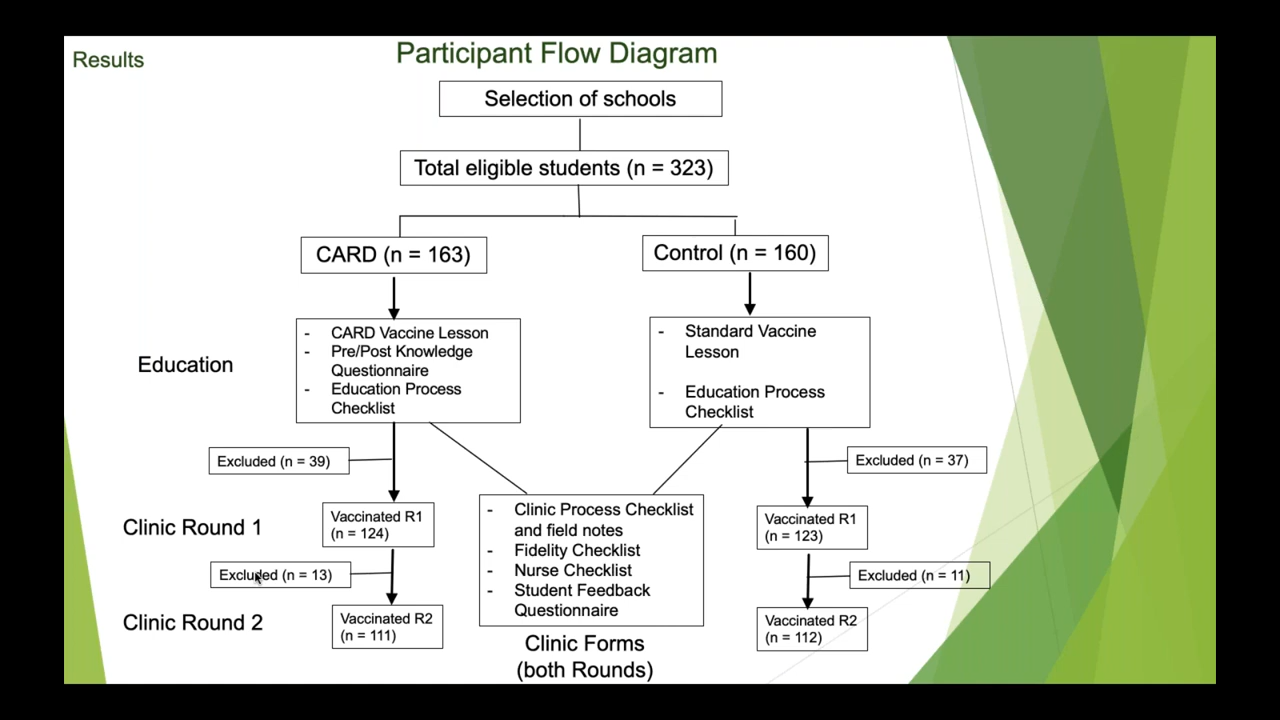 Results
Participant Flow Diagram
Selection of schools
Total eligible students (n = 323)
CARD (n = 163)
Control (n = 160)
Education
- CARD Vaccine Lesson
- Pre/Post Knowledge
Questionnaire
- Education Process
Checklist
- Standard Vaccine
Lesson
- Education Process
Checklist
Excluded (n = 39)
Excluded (n = 37)
Clinic Round 1
Vaccinated R1
(n = 124)
- Clinic Process Checklist
and field notes
- Fidelity Checklist
- Nurse Checklist
- Student Feedback
Questionnaire
Vaccinated R1
(n = 123)
Excluded (n = 13)
Excluded (n = 11)
Clinic Round 2
Vaccinated R2
(n = 111)
Vaccinated R2
(n = 112)
Clinic Forms
(both Rounds)